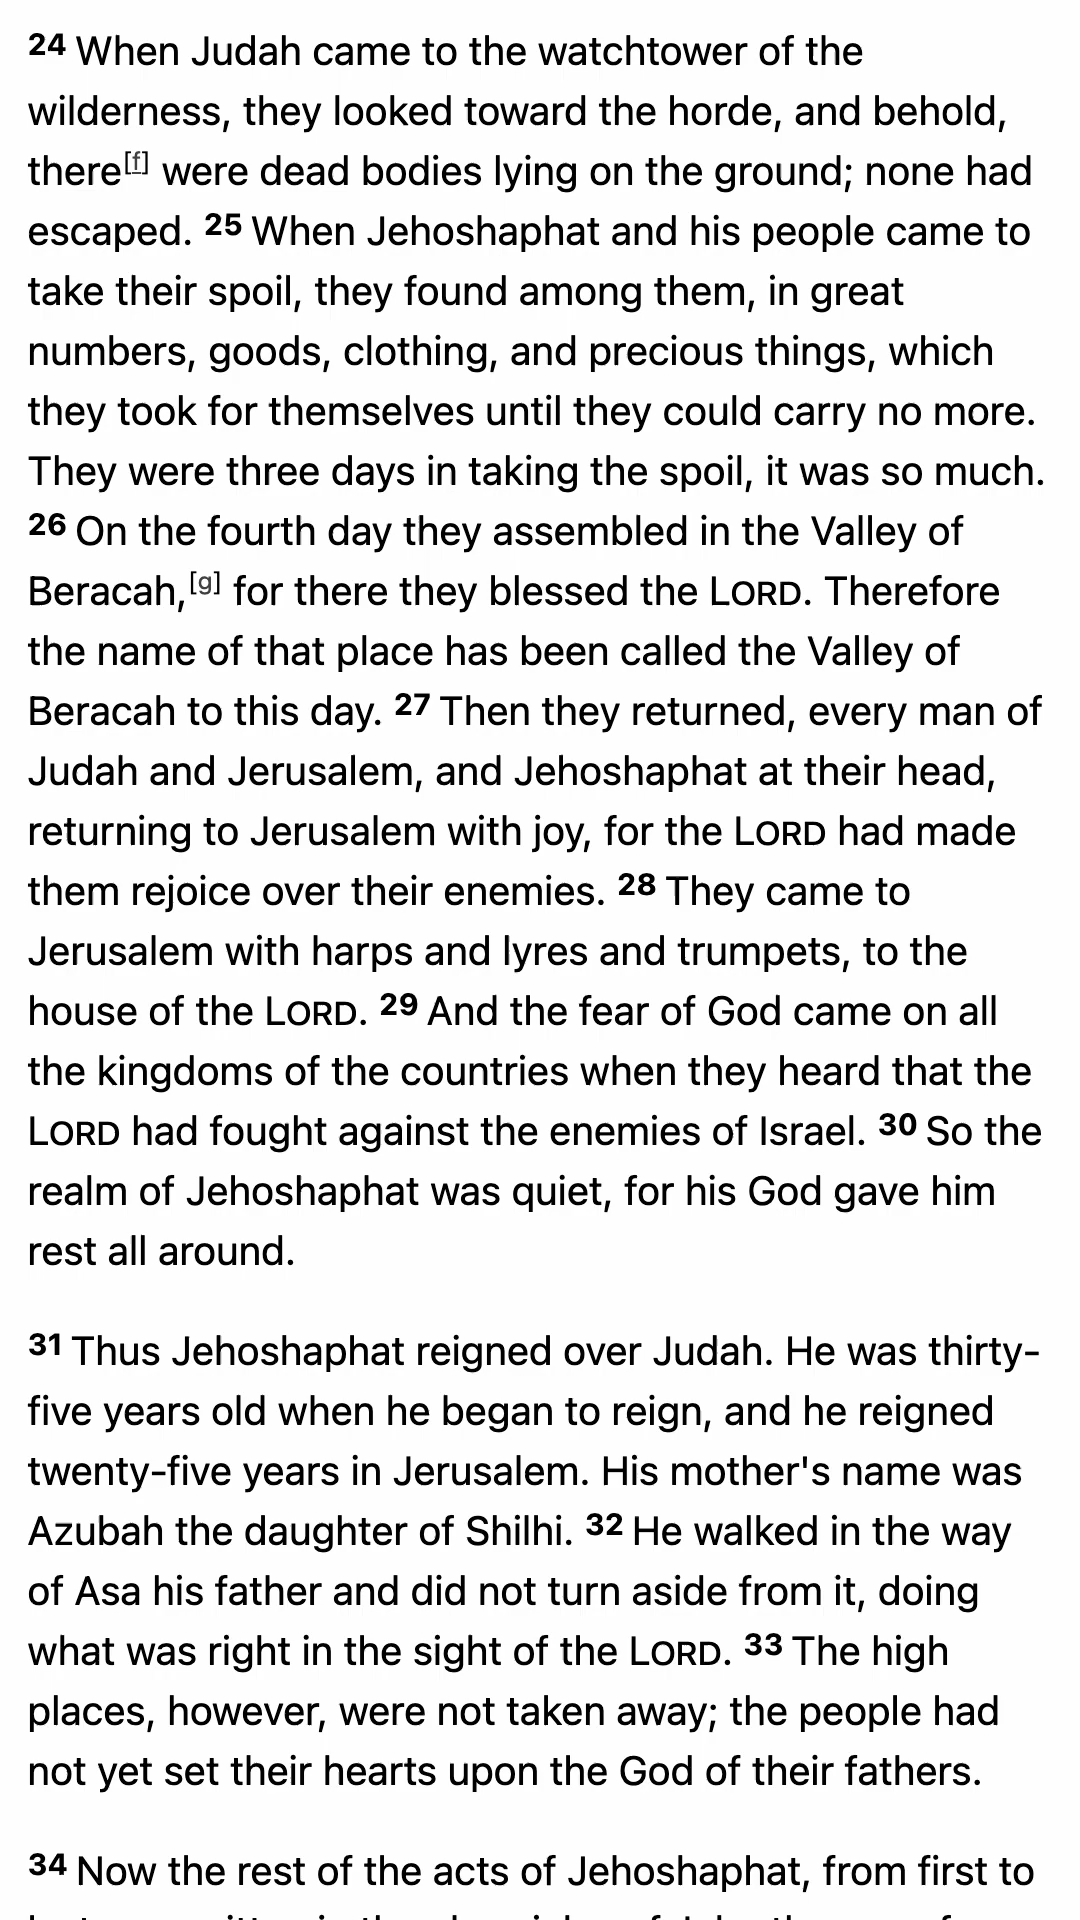 24 When Judah came to the watchtower of the
wilderness, they looked toward the horde, and behold,
there[f] were dead bodies lying on the ground; none had
escaped. 25 When Jehoshaphat and his people came to
take their spoil, they found among them, in great
numbers, goods, clothing, and precious things, which
they took for themselves until they could carry no more.
They were three days in taking the spoil, it was so much.
26 On the fourth day they assembled in the Valley of
Beracah,[g] for there they blessed the LORD. Therefore
the name of that place has been called the Valley of
Beracah to this day. 27 Then they returned, every man of
Judah and Jerusalem, and Jehoshaphat at their head,
returning to Jerusalem with joy, for the LORD had made
them rejoice over their enemies. 28 They came to
Jerusalem with harps and lyres and trumpets, to the
house of the LORD. 29 And the fear of God came on all
the kingdoms of the countries when they heard that the
LORD had fought against the enemies of Israel. 30 So the
realm of Jehoshaphat was quiet, for his God gave him
rest all around.
31 Thus Jehoshaphat reigned over Judah. He was thirty-
five years old when he began to reign, and he reigned
twenty-five years in Jerusalem. His mother's name was
Azubah the daughter of Shilhi. 32 He walked in the way
of Asa his father and did not turn aside from it, doing
what was right in the sight of the LORD. 33 The high
places, however, were not taken away; the people had
not yet set their hearts upon the God of their fathers.
34 Now the rest of the acts of Jehoshaphat, from first to